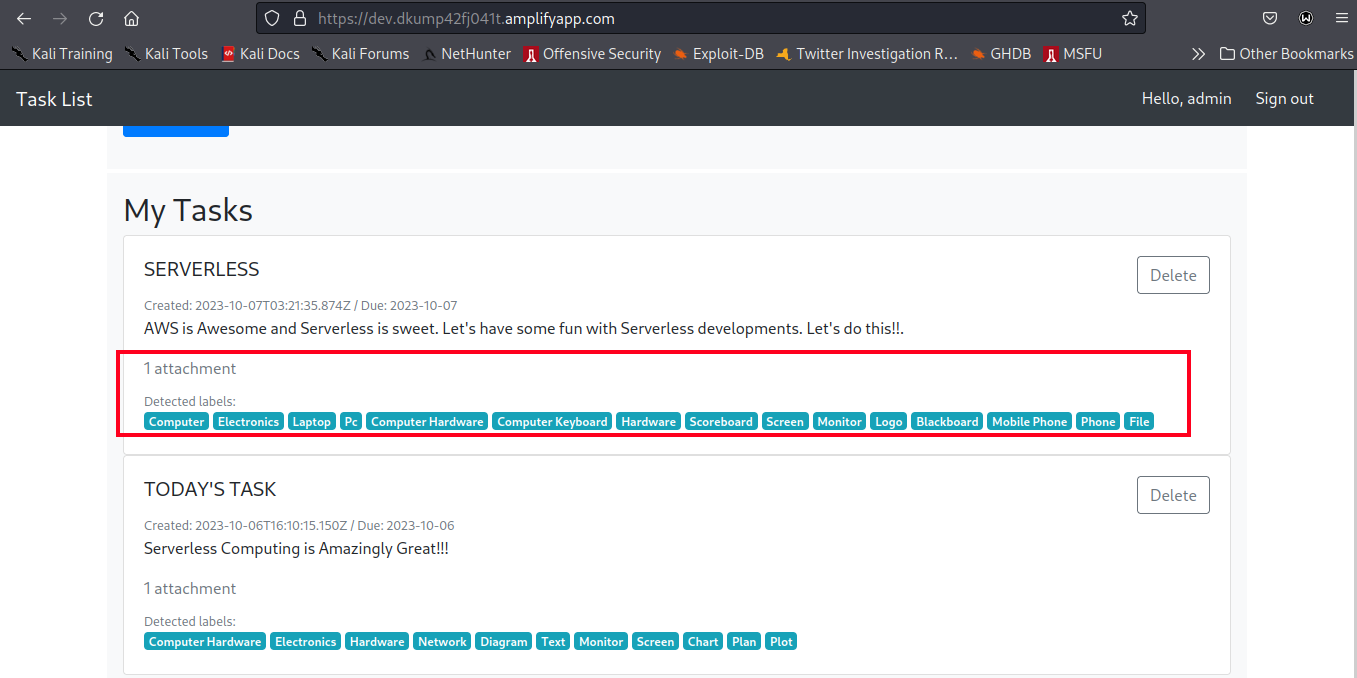 https://dev.dkump42fj041t.amplifyapp.com
Kali Training Kali Tools Kali Docs Kali Forums NetHunter Offensive Security Exploit-DB Twitter Investigation R… GHDB MSFU Other Bookmarks
Task List Hello, admin Sign out
My Tasks
SERVERLESS Delete
Created: 2023-10-07T03:21:35.874Z / Due: 2023-10-07
AWS is Awesome and Serverless is sweet. Let's have some fun with Serverless developments. Let's do this!!.
1 attachment
Detected labels:
Computer Electronics Laptop Pc Computer Hardware Computer Keyboard Hardware Scoreboard Screen Monitor Logo Blackboard Mobile Phone Phone File
TODAY'S TASK Delete
Created: 2023-10-06T16:10:15.150Z / Due: 2023-10-06
Serverless Computing is Amazingly Great!!!
1 attachment
Detected labels:
Computer Hardware Electronics Hardware Network Diagram Text Monitor Screen Chart Plan Plot